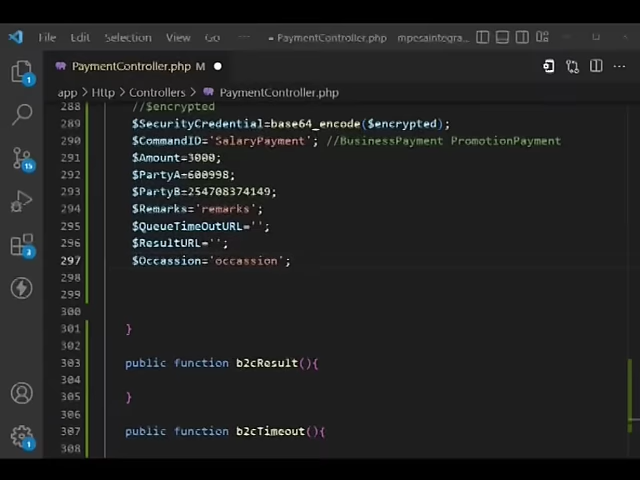 File Edit Selection View Go ... PaymentController.php mpesaintegra...
PaymentController.php M
app > Http > Controllers > PaymentController.php
288 //$encrypted
289 $SecurityCredential=base64_encode($encrypted);
290 $CommandID='SalaryPayment'; //BusinessPayment PromotionPayment
291 $Amount=3000;
292 $PartyA=600998;
293 $PartyB=254708374149;
294 $Remarks='remarks';
295 $QueueTimeOutURL='';
296 $ResultURL='';
297 $Occassion='occassion';
298
299
300
301 }
302
303 public function b2cResult(){
304
305 }
306
307 public function b2cTimeout(){
308